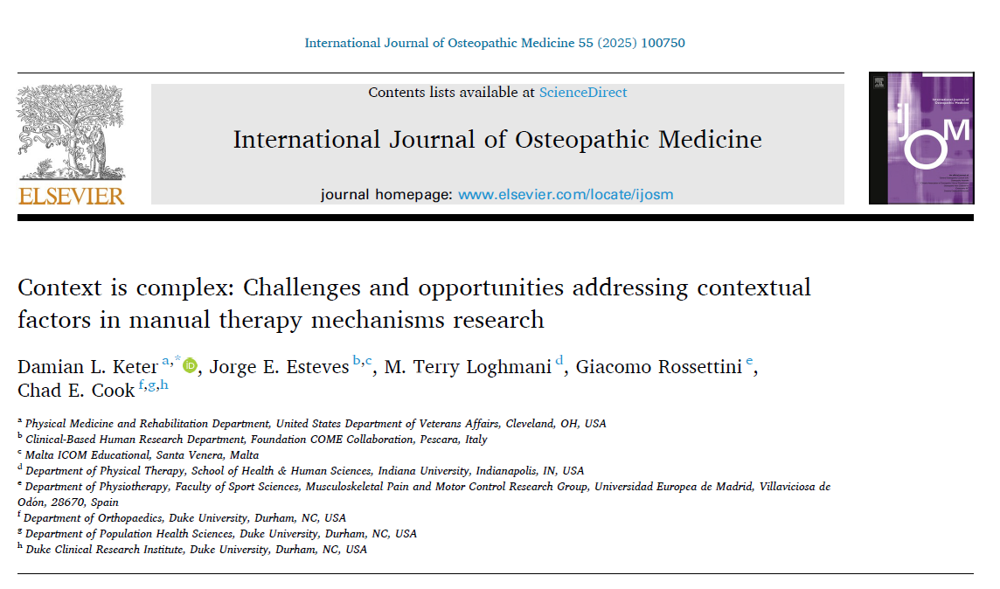 International Journal of Osteopathic Medicine 55 (2025) 100750
Contents lists available at ScienceDirect
International Journal of Osteopathic Medicine
journal homepage: www.elsevier.com/locate/ijosm
ELSEVIER
International Journal of
Osteopathic Medicine
IJOM
Context is complex: Challenges and opportunities addressing contextual
factors in manual therapy mechanisms research
Damian L. Keter a,* iD, Jorge E. Esteves b,c, M. Terry Loghmani d, Giacomo Rossettini e,
Chad E. Cook f,g,h
a Physical Medicine and Rehabilitation Department, United States Department of Veterans Affairs, Cleveland, OH, USA
b Clinical-Based Human Research Department, Foundation COME Collaboration, Pescara, Italy
c Malta ICOM Educational, Santa Venera, Malta
d Department of Physical Therapy, School of Health & Human Sciences, Indiana University, Indianapolis, IN, USA
e Department of Physiotherapy, Faculty of Sport Sciences, Musculoskeletal Pain and Motor Control Research Group, Universidad Europea de Madrid, Villaviciosa de
Odón, 28670, Spain
f Department of Orthopaedics, Duke University, Durham, NC, USA
g Department of Population Health Sciences, Duke University, Durham, NC, USA
h Duke Clinical Research Institute, Duke University, Durham, NC, USA